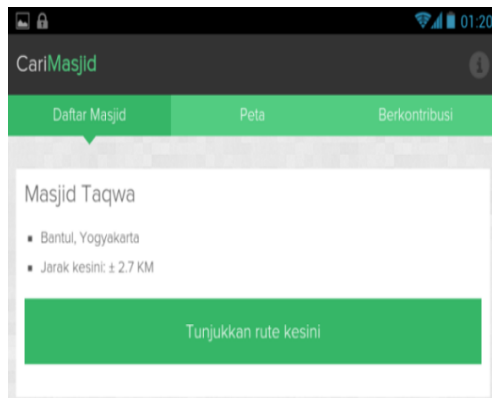 01:20
CariMasjid
Daftar Masjid Peta Berkontribusi
Masjid Taqwa
Bantul, Yogyakarta
Jarak kesini: ± 2.7 KM
Tunjukkan rute kesini